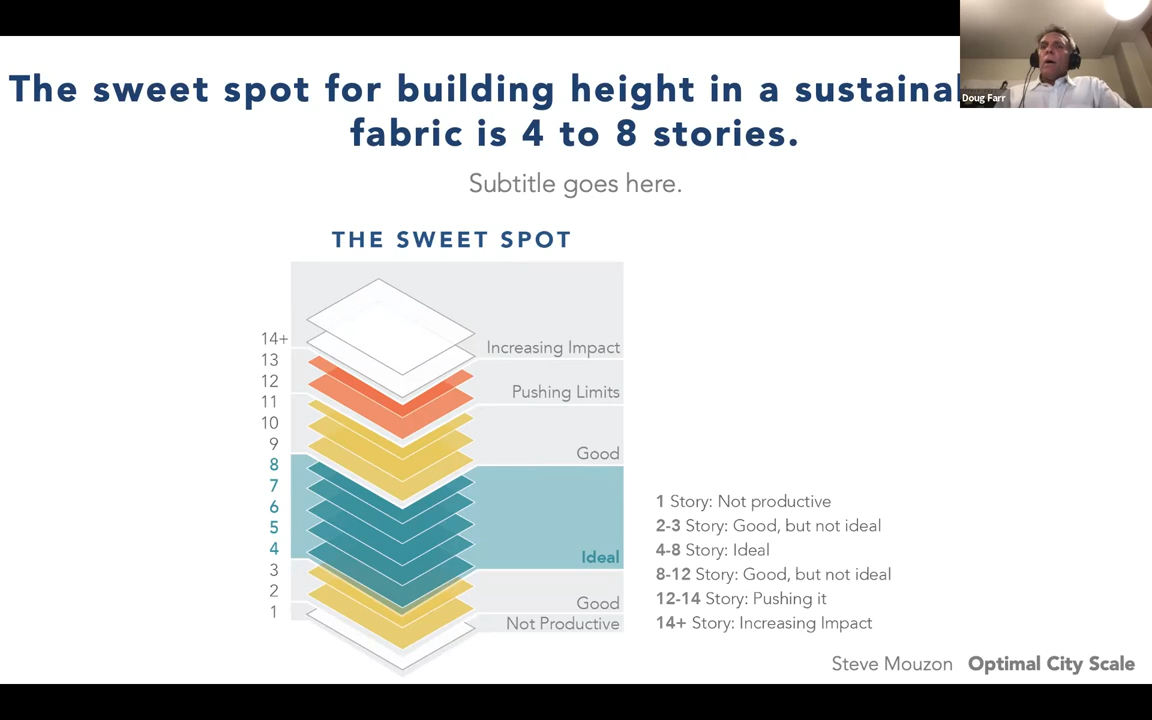 The sweet spot for building height in a
fabric is 4 to 8 stories.
Doug Farr
Subtitle goes here.
THE SWEET SPOT
14+
13
12
11
10
9
8
7
6
5
4
3
2
1
Increasing Impact
Pushing Limits
Good
Ideal
Good
Not Productive
1 Story: Not productive
2-3 Story: Good, but not ideal
4-8 Story: Ideal
8-12 Story: Good, but not ideal
12-14 Story: Pushing it
14+ Story: Increasing Impact
Steve Mouzon Optimal City Scale